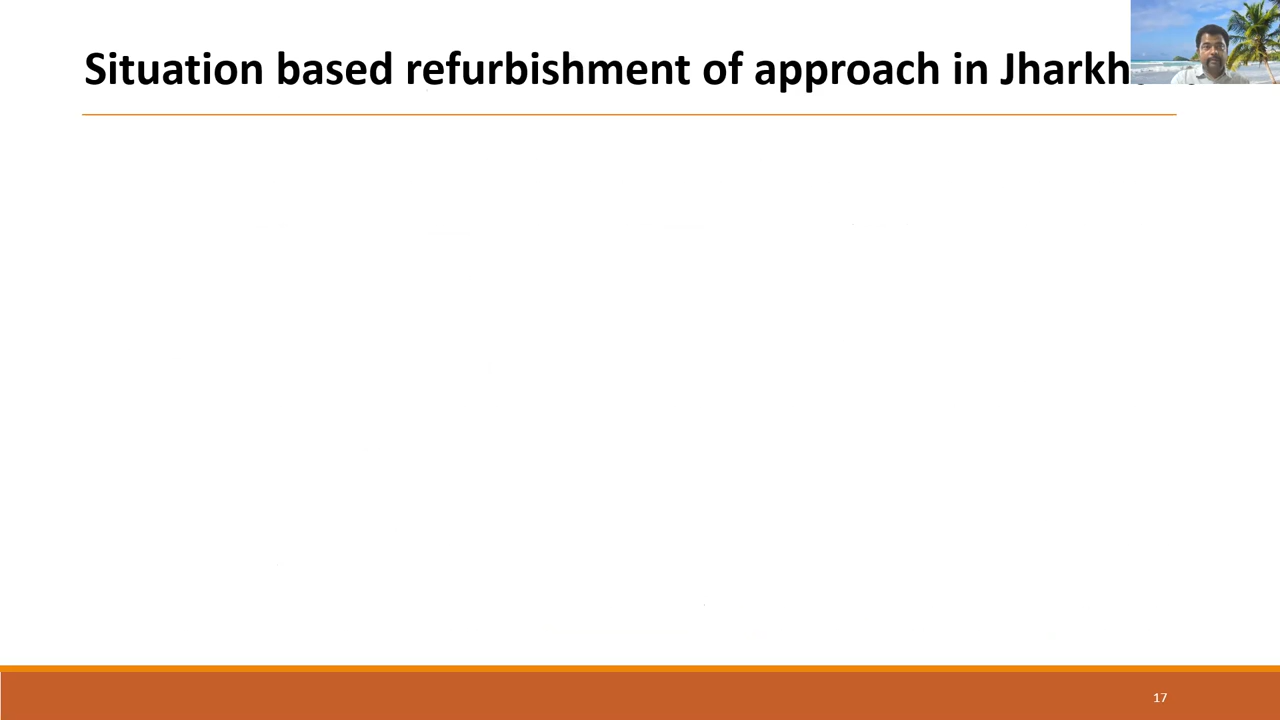 Situation based refurbishment of approach in Jharkh
17